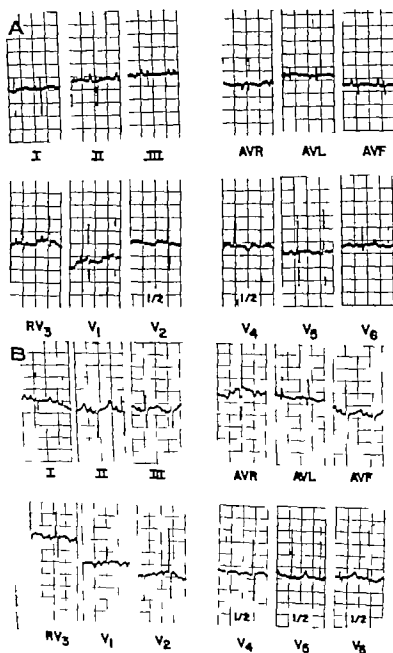 A
I II III AVR AVL AVF
1/2 1/2
RV3 V1 V2 V4 V5 V6
B
I II III AVR AVL AVF
1/2 1/2 1/2
RV3 V1 V2 V4 V5 V6